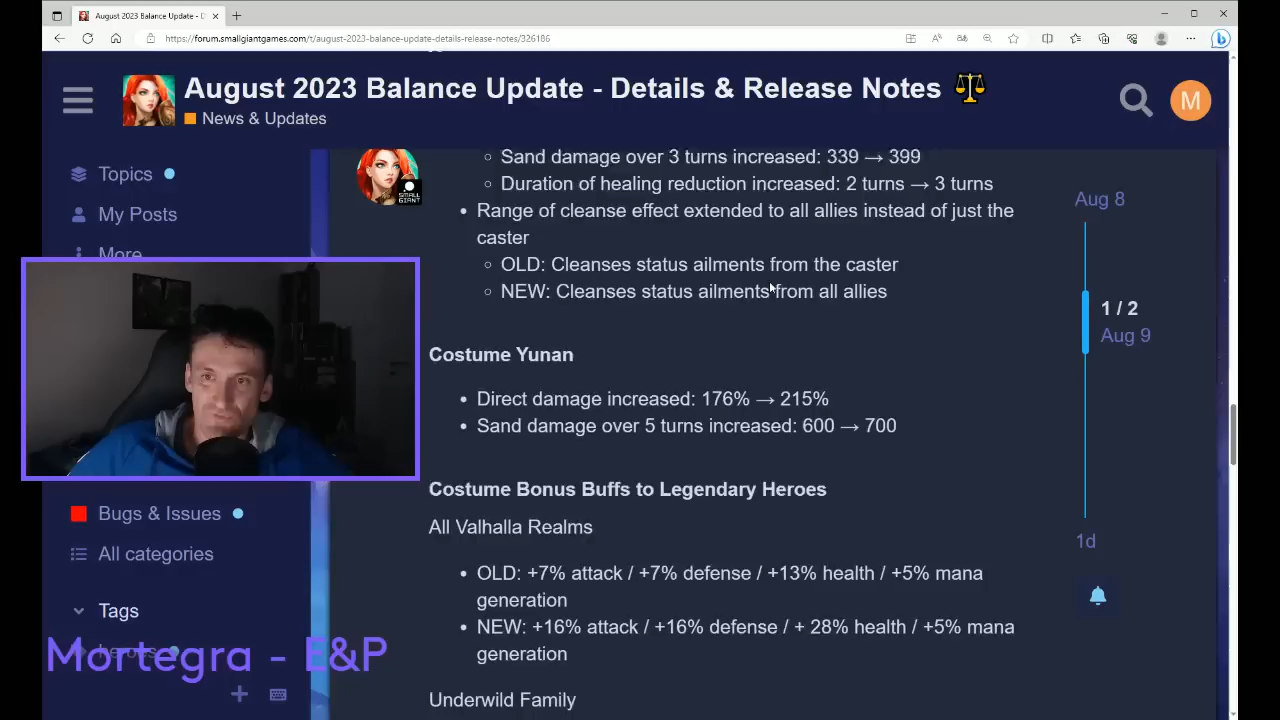 August 2023 Balance Update - D
https://forum.smallgiantgames.com/t/august-2023-balance-update-details-release-notes/326186
August 2023 Balance Update - Details & Release Notes
News & Updates
M
Topics
My Posts
More
Bugs & Issues
All categories
Tags
heroes
Mortegra - E&P
SMALL
GIANT
Sand damage over 3 turns increased: 339 → 399
Duration of healing reduction increased: 2 turns → 3 turns
Range of cleanse effect extended to all allies instead of just the
caster
OLD: Cleanses status ailments from the caster
NEW: Cleanses status ailments from all allies
Costume Yunan
Direct damage increased: 176% → 215%
Sand damage over 5 turns increased: 600 → 700
Costume Bonus Buffs to Legendary Heroes
All Valhalla Realms
OLD: +7% attack / +7% defense / +13% health / +5% mana
generation
NEW: +16% attack / +16% defense / + 28% health / +5% mana
generation
Underwild Family
Aug 8
1 / 2
Aug 9
1d